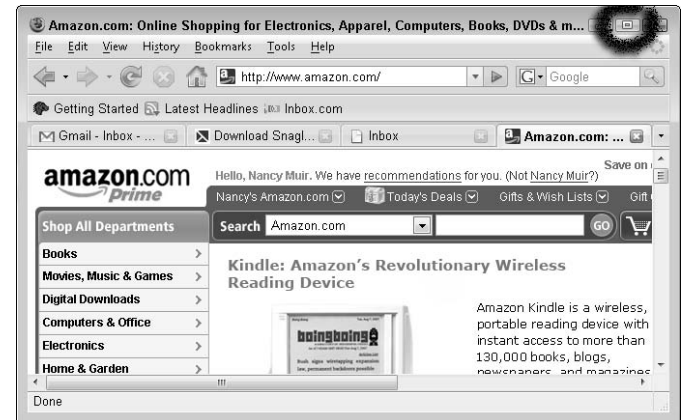 Amazon.com: Online Shopping for Electronics, Apparel, Computers, Books, DVDs & m...
File Edit View History Bookmarks Tools Help
http://www.amazon.com/ G Google
Getting Started Latest Headlines Inbox.com
Gmail - Inbox - ... Download SnagI... Inbox Amazon.com: ...
amazon.com
Prime
Hello, Nancy Muir. We have recommendations for you. (Not Nancy Muir?) Save on
Nancy's Amazon.com Today's Deals Gifts & Wish Lists Gift
Shop All Departments Search Amazon.com GO
Books
Movies, Music & Games
Digital Downloads
Computers & Office
Electronics
Home & Garden
Kindle: Amazon's Revolutionary Wireless
Reading Device
boingboing
Amazon Kindle is a wireless,
portable reading device with
instant access to more than
130,000 books, blogs,
newspapers, and magazines
Done